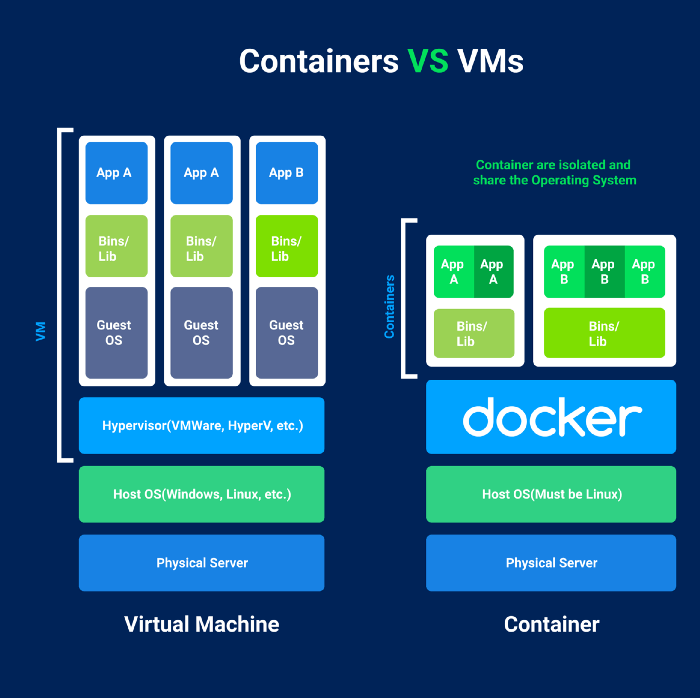 Containers VS VMs
Container are isolated and
share the Operating System
VM
App A
Bins/
Lib
Guest
OS
App A
Bins/
Lib
Guest
OS
App B
Bins/
Lib
Guest
OS
Hypervisor(VMWare, HyperV, etc.)
Host OS(Windows, Linux, etc.)
Physical Server
Virtual Machine
Containers
App
A
App
A
Bins/
Lib
App
B
App
B
App
B
Bins/
Lib
docker
Host OS(Must be Linux)
Physical Server
Container